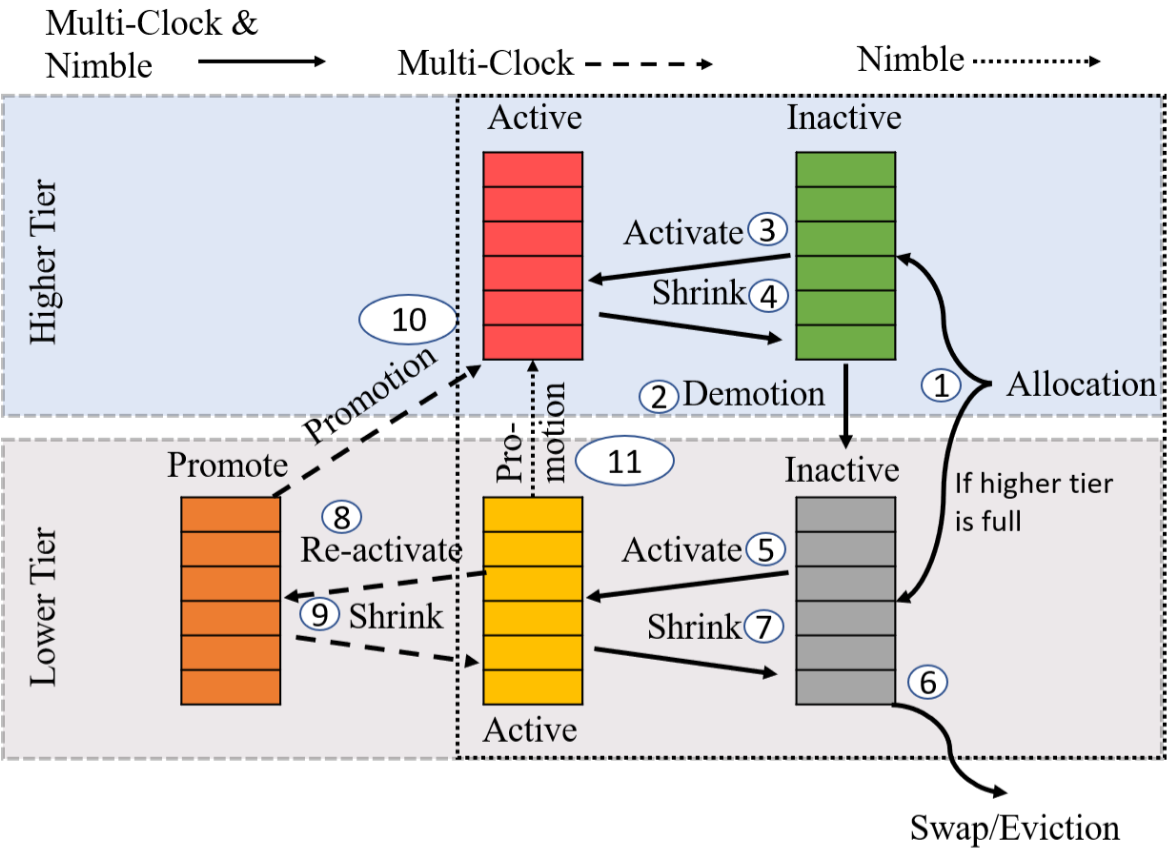 Multi-Clock &
Nimble
Multi-Clock
Nimble
Higher Tier
Active
Inactive
Activate 3
Shrink 4
10
Promotion
2 Demotion
1 Allocation
Pro-
motion
11
If higher tier
is full
Lower Tier
Promote
Inactive
8
Re-activate
9 Shrink
Activate 5
Shrink 7
6
Active
Swap/Eviction